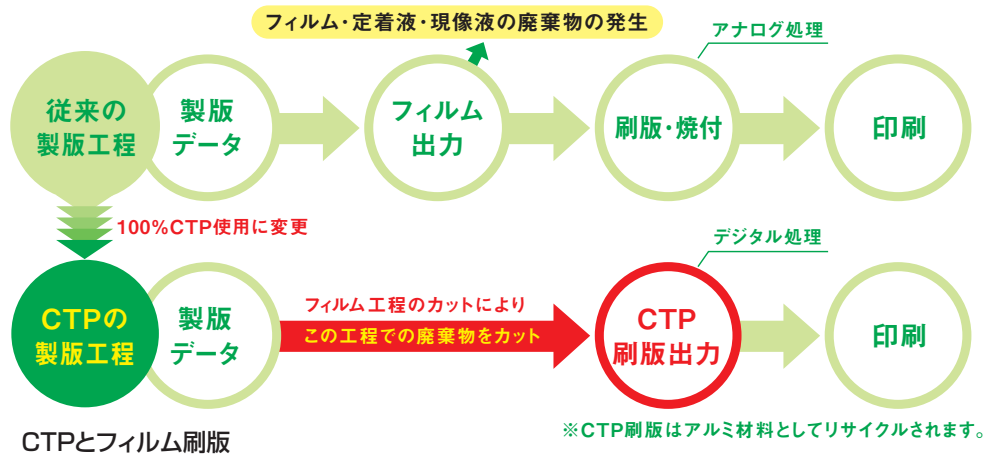 フィルム・定着液・現像液の廃棄物の発生
アナログ処理
従来の
製版工程
製版
データ
フィルム
出力
刷版・焼付
印刷
100%CTP使用に変更
デジタル処理
CTPの
製版工程
製版
データ
フィルム工程のカットにより
この工程での廃棄物をカット
CTP
刷版出力
印刷
CTPとフィルム刷版
※CTP刷版はアルミ材料としてリサイクルされます。